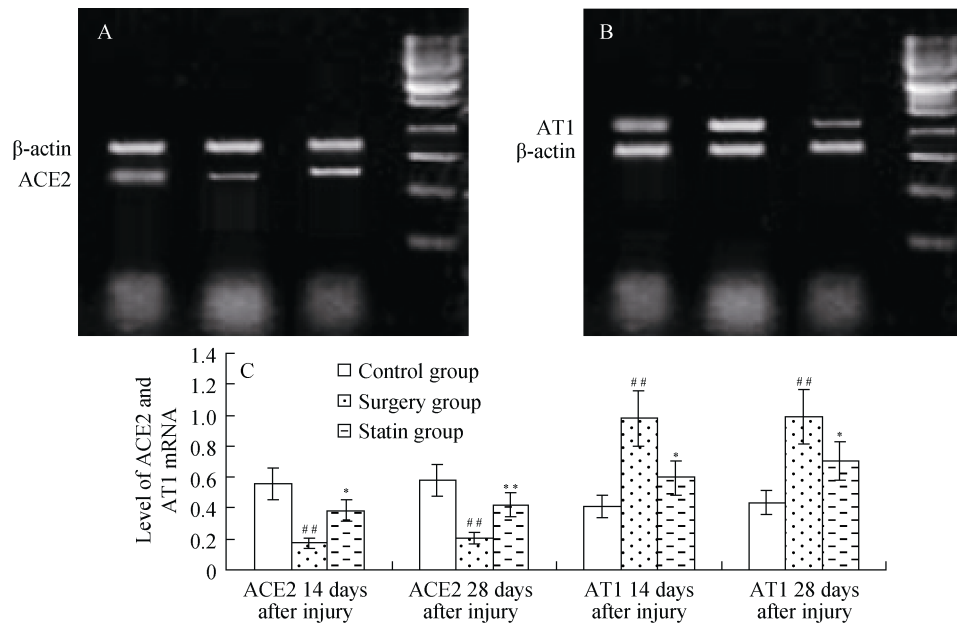 A
β-actin
ACE2
B
AT1
β-actin
C
Level of ACE2 and
AT1 mRNA
1.4
1.2
1.0
0.8
0.6
0.4
0.2
0
Control group
Surgery group
Statin group
##
*
##
**
##
*
##
*
ACE2 14 days
after injury
ACE2 28 days
after injury
AT1 14 days
after injury
AT1 28 days
after injury